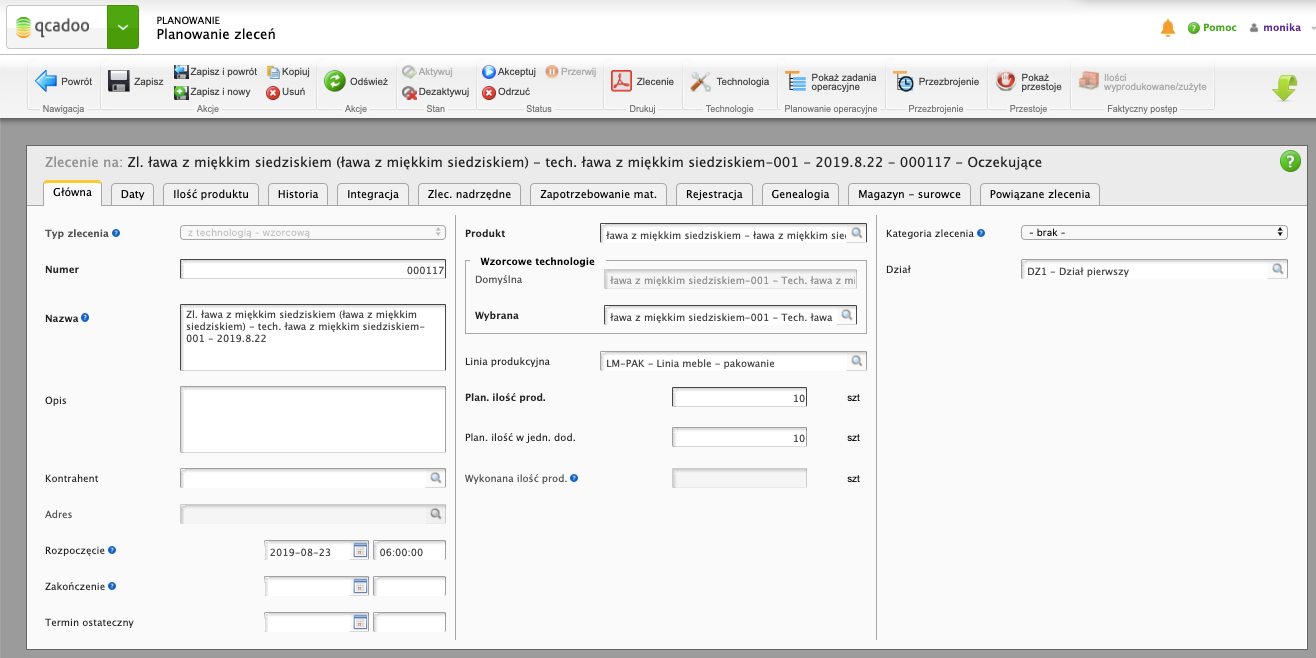 qcadoo
PLANOWANIE
Planowanie zleceń
Pomoc
monika
Powrót
Nawigacja
Zapisz
Zapisz i powrót
Zapisz i nowy
Kopiuj
Usuń
Akcje
Odśwież
Akcje
Aktywuj
Dezaktywuj
Stan
Akceptuj
Przerwij
Odrzuć
Status
Zlecenie
Drukuj
Technologia
Technologie
Pokaż zadania
operacyjne
Planowanie operacyjne
Przezbrojenie
Przezbrojenie
Pokaż
przestoje
Przestoje
Ilości
wyprodukowane/zużyte
Faktyczny postęp
Zlecenie na: Zl. ława z miękkim siedziskiem (ława z miękkim siedziskiem) - tech. ława z miękkim siedziskiem-001 - 2019.8.22 - 000117 - Oczekujące
Główna
Daty
Ilość produktu
Historia
Integracja
Zlec. nadrzędne
Zapotrzebowanie mat.
Rejestracja
Genealogia
Magazyn - surowce
Powiązane zlecenia
Typ zlecenia
z technologią - wzorcową
Numer
000117
Nazwa
Zl. ława z miękkim siedziskiem (ława z miękkim
siedziskiem) - tech. ława z miękkim siedziskiem-
001 - 2019.8.22
Opis
Kontrahent
Adres
Rozpoczęcie
2019-08-23
06:00:00
Zakończenie
Termin ostateczny
Produkt
ława z miękkim siedziskiem - ława z miękkim sie
Wzorcowe technologie
Domyślna
ława z miękkim siedziskiem-001 - Tech. ława z mi
Wybrana
ława z miękkim siedziskiem-001 - Tech. ława
Linia produkcyjna
LM-PAK - Linia meble - pakowanie
Plan. ilość prod.
10
szt
Plan. ilość w jedn. dod.
10
szt
Wykonana ilość prod.
szt
Kategoria zlecenia
- brak -
Dział
DZ1 - Dział pierwszy